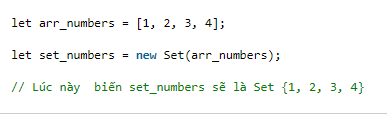 let arr_numbers = [1, 2, 3, 4];
let set_numbers = new Set(arr_numbers);
// Lúc này  biến set_numbers sẽ là Set {1, 2, 3, 4}